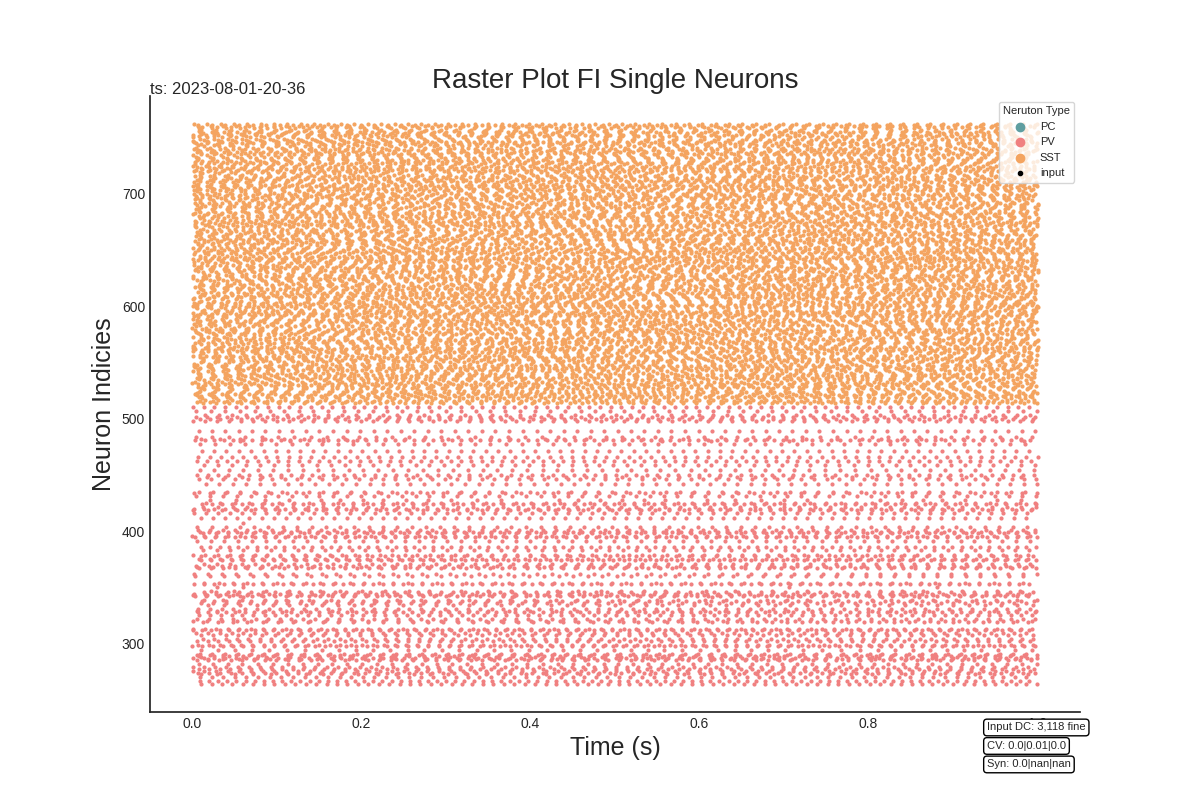 Raster Plot FI Single Neurons
ts: 2023-08-01-20-36
Neruton Type
PC
PV
SST
input
700
600
500
400
300
Neuron Indicies
0.0 0.2 0.4 0.6 0.8
Time (s)
Input DC: 3,118 fine
CV: 0.0|0.01|0.0
Syn: 0.0|nan|nan